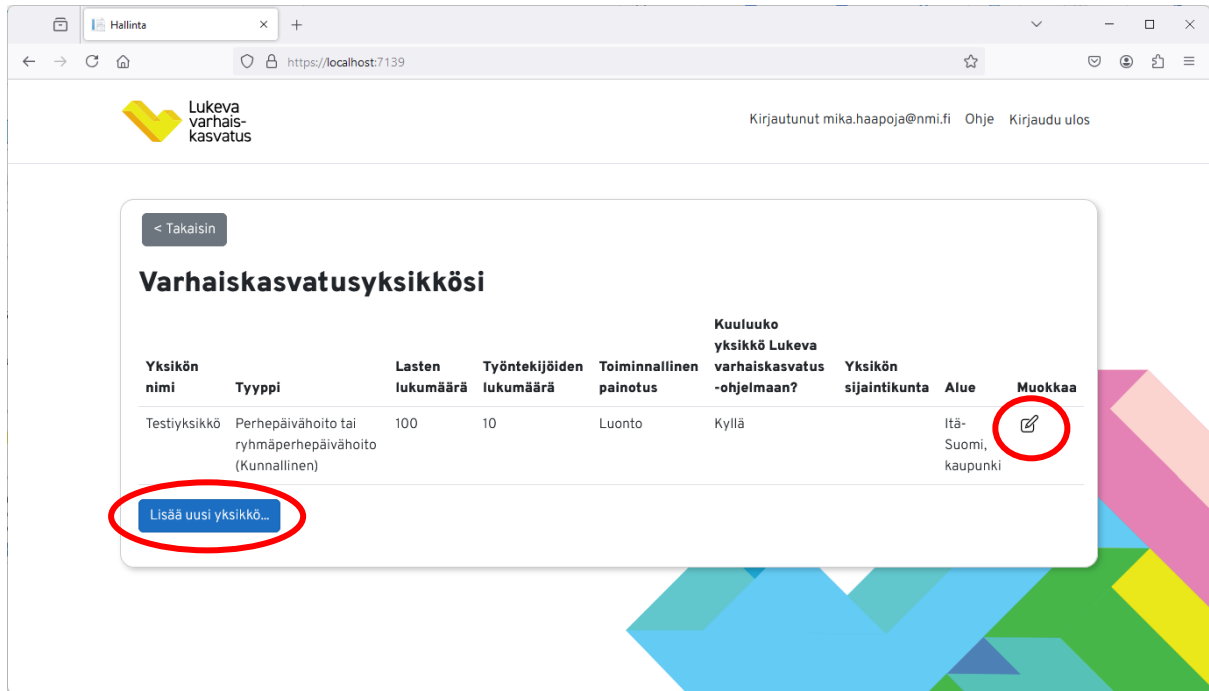 Hallinta
https://localhost:7139
Lukeva
varhais-
kasvatus
Kirjautunut mika.haapoja@nmi.fi Ohje Kirjaudu ulos
< Takaisin
Varhaiskasvatusyksikkösi
Kuuluuko
yksikkö Lukeva
Yksikön Lasten Työntekijöiden Toiminnallinen varhaiskasvatus Yksikön
nimi Tyyppi lukumäärä lukumäärä painotus -ohjelmaan? sijaintikunta Alue Muokkaa
Testiyksikkö Perhepäivähoito tai 100 10 Luonto Kyllä Itä-
ryhmäperhepäivähoito Suomi,
(Kunnallinen) kaupunki
Lisää uusi yksikkö...